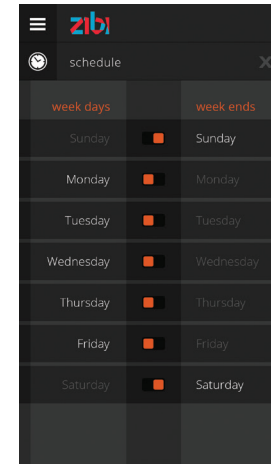 zibi
schedule X
week days week ends
Sunday Sunday
Monday Monday
Tuesday Tuesday
Wednesday Wednesday
Thursday Thursday
Friday Friday
Saturday Saturday